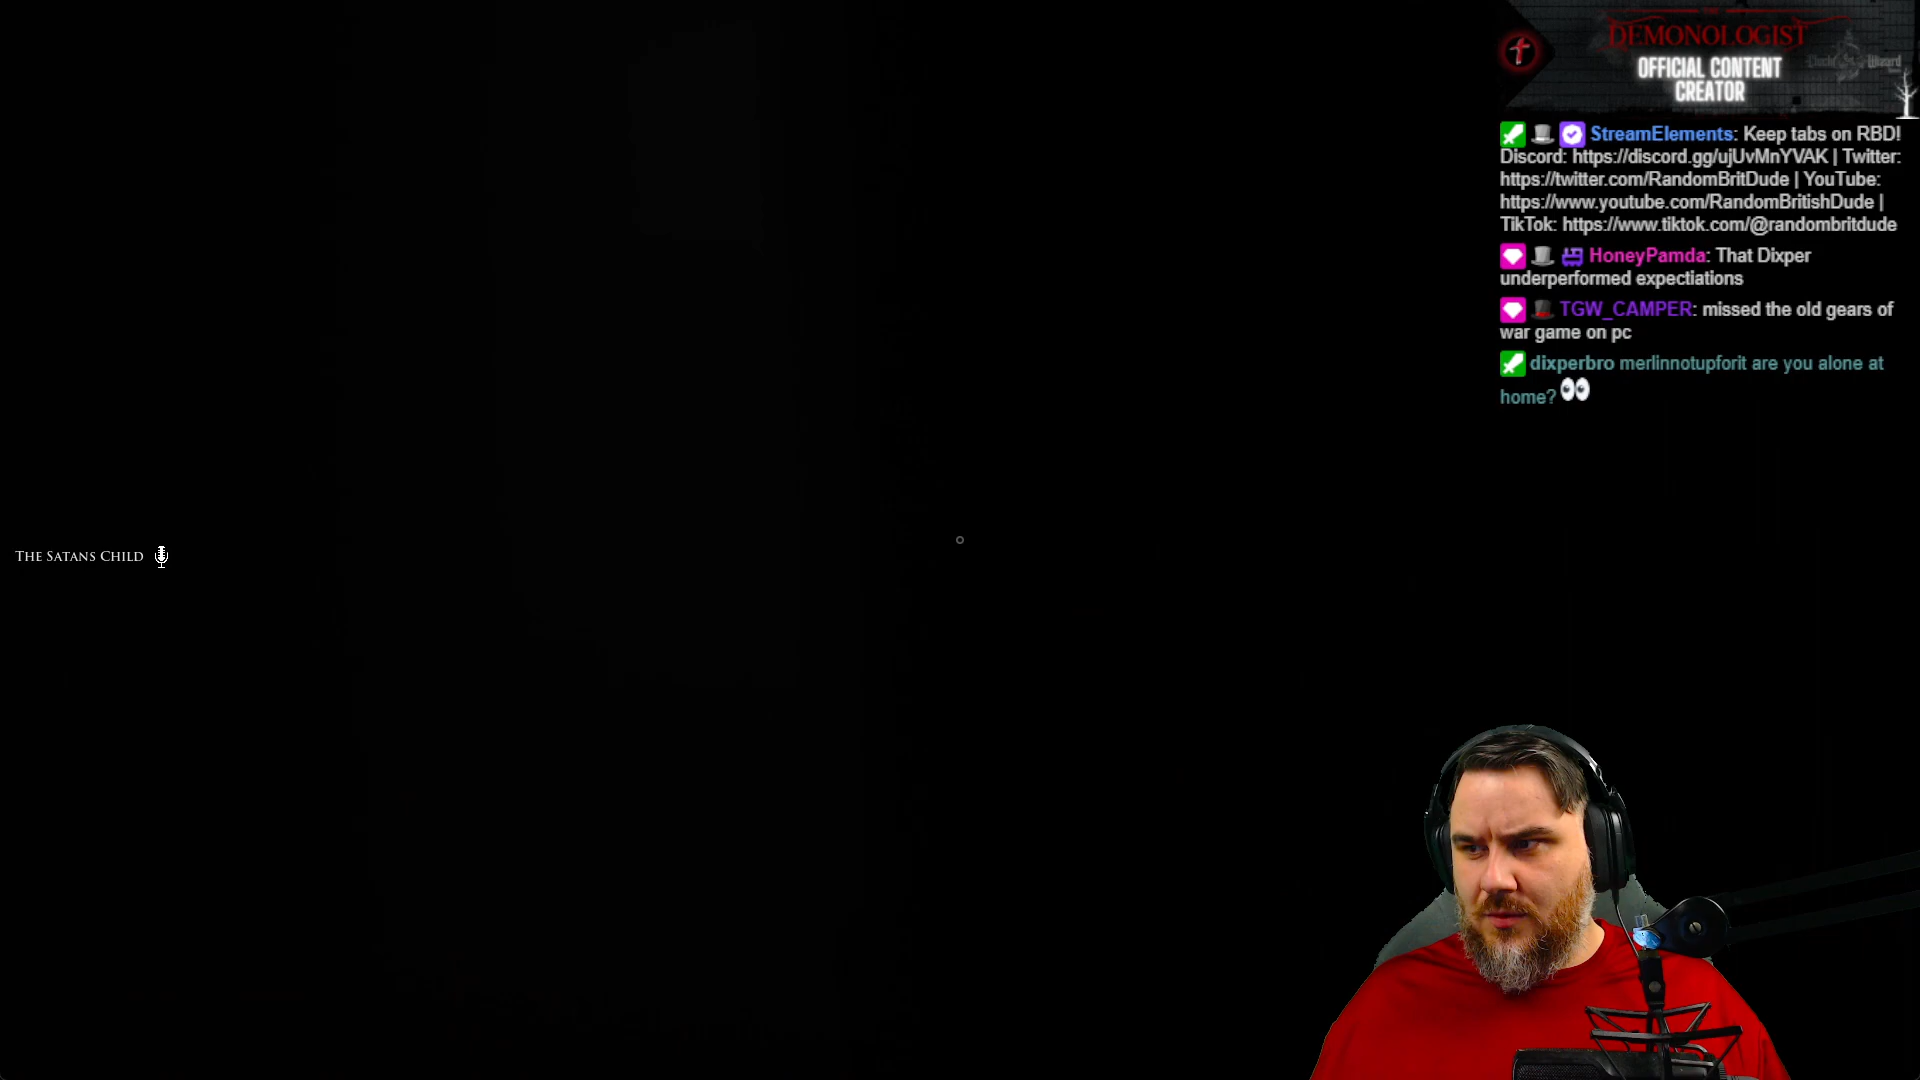 DEMONOLOGIST
OFFICIAL CONTENT
CREATOR
StreamElements: Keep tabs on RBD!
Discord: https://discord.gg/ujUvMnYVAK | Twitter:
https://twitter.com/RandomBritDude | YouTube:
https://www.youtube.com/RandomBritishDude |
TikTok: https://www.tiktok.com/@randombritdude
HoneyPamda: That Dixper
underperformed expectiations
TGW_CAMPER: missed the old gears of
war game on pc
dixperbro merlinnotupforit are you alone at
home? 👀
The Satans Child